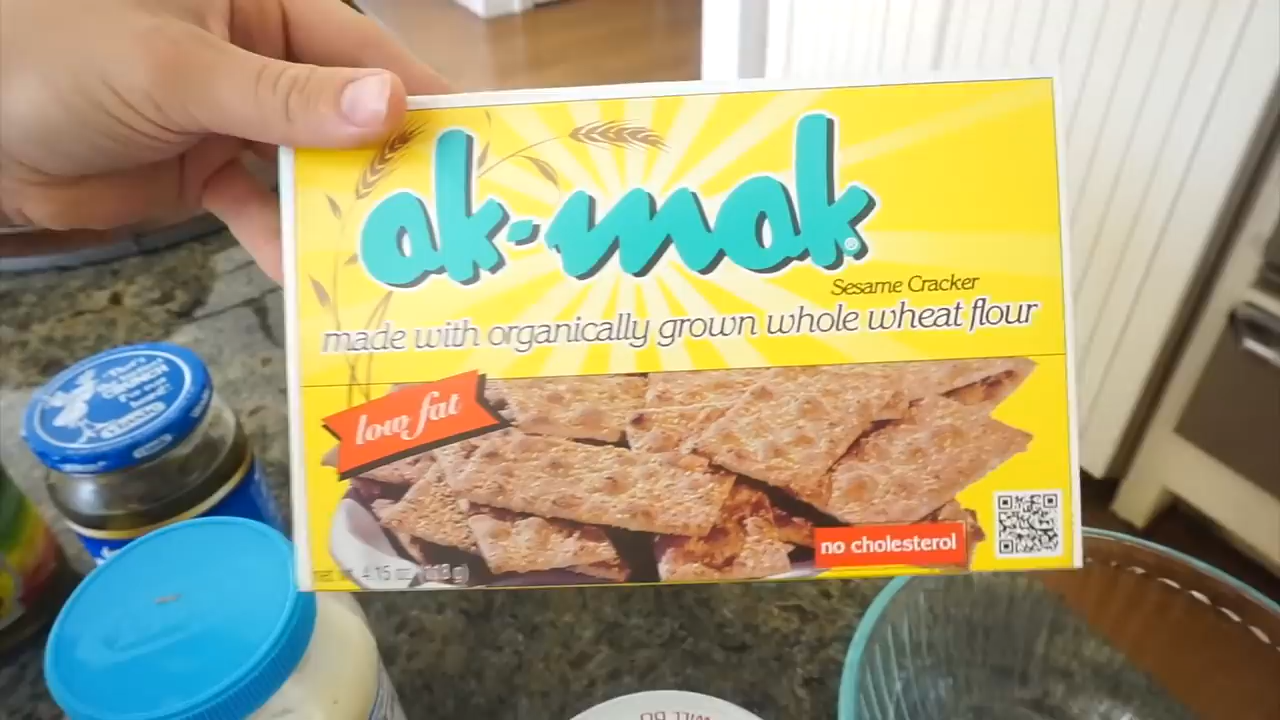 ak-mak®
Sesame Cracker
made with organically grown whole wheat flour
low fat
no cholesterol
4.15 oz